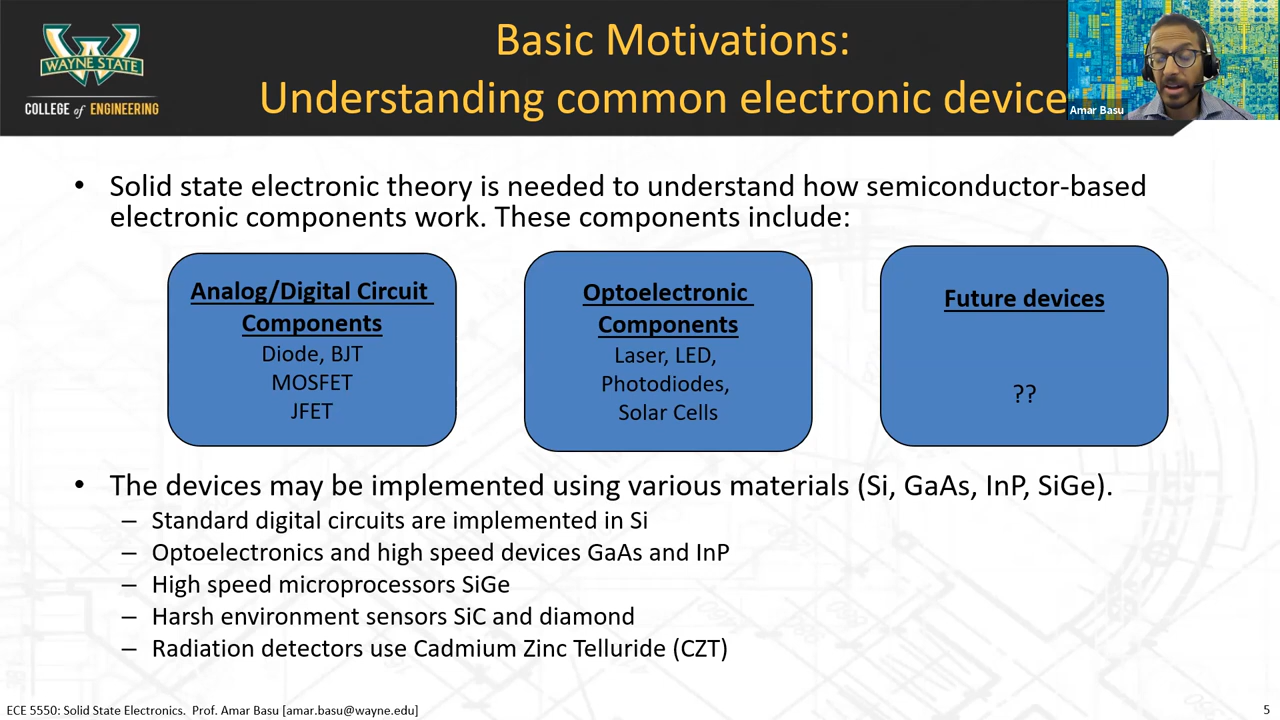 WAYNE STATE
COLLEGE of ENGINEERING
Basic Motivations:
Understanding common electronic device
Amar Basu
• Solid state electronic theory is needed to understand how semiconductor-based
electronic components work. These components include:
Analog/Digital Circuit
Components
Diode, BJT
MOSFET
JFET
Optoelectronic
Components
Laser, LED,
Photodiodes,
Solar Cells
Future devices
??
• The devices may be implemented using various materials (Si, GaAs, InP, SiGe).
– Standard digital circuits are implemented in Si
– Optoelectronics and high speed devices GaAs and InP
– High speed microprocessors SiGe
– Harsh environment sensors SiC and diamond
– Radiation detectors use Cadmium Zinc Telluride (CZT)
ECE 5550: Solid State Electronics. Prof. Amar Basu [amar.basu@wayne.edu]
5